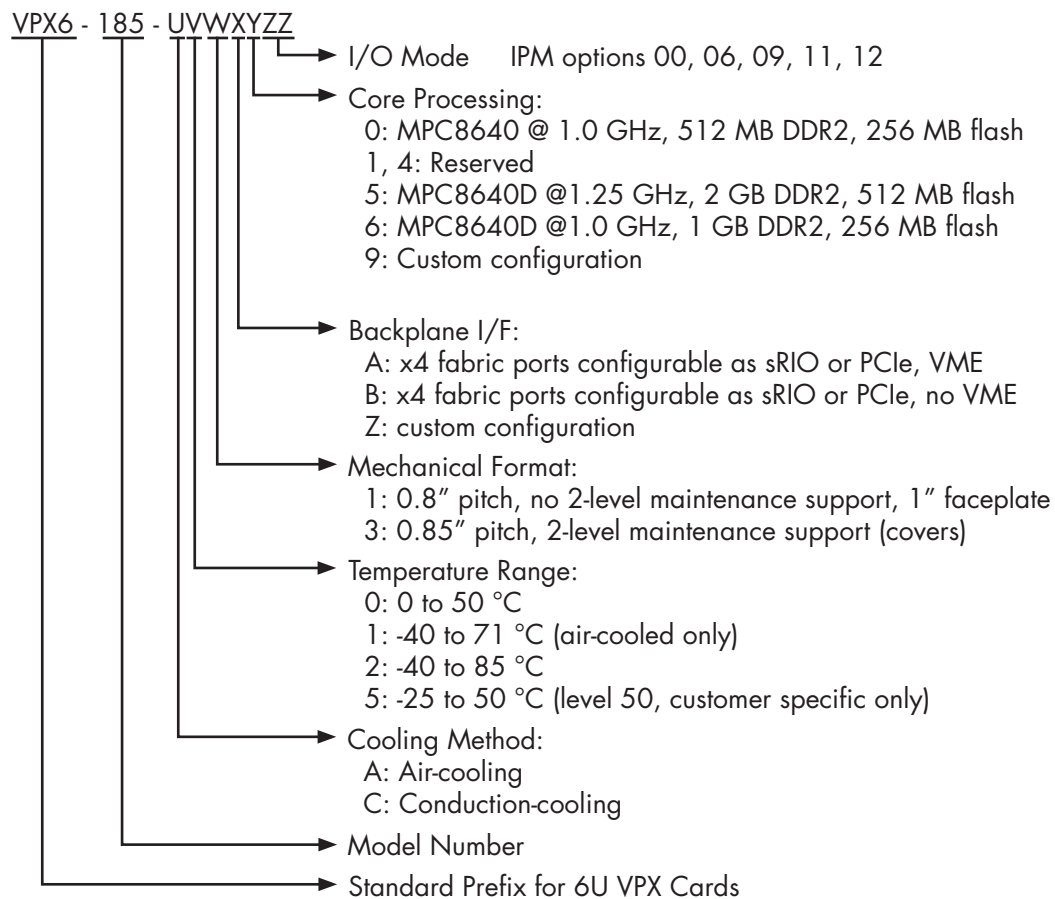 VPX6 - 185 - UVWXYZZ
I/O Mode IPM options 00, 06, 09, 11, 12
Core Processing:
0: MPC8640 @ 1.0 GHz, 512 MB DDR2, 256 MB flash
1, 4: Reserved
5: MPC8640D @1.25 GHz, 2 GB DDR2, 512 MB flash
6: MPC8640D @1.0 GHz, 1 GB DDR2, 256 MB flash
9: Custom configuration
Backplane I/F:
A: x4 fabric ports configurable as sRIO or PCIe, VME
B: x4 fabric ports configurable as sRIO or PCIe, no VME
Z: custom configuration
Mechanical Format:
1: 0.8” pitch, no 2-level maintenance support, 1” faceplate
3: 0.85” pitch, 2-level maintenance support (covers)
Temperature Range:
0: 0 to 50 °C
1: -40 to 71 °C (air-cooled only)
2: -40 to 85 °C
5: -25 to 50 °C (level 50, customer specific only)
Cooling Method:
A: Air-cooling
C: Conduction-cooling
Model Number
Standard Prefix for 6U VPX Cards